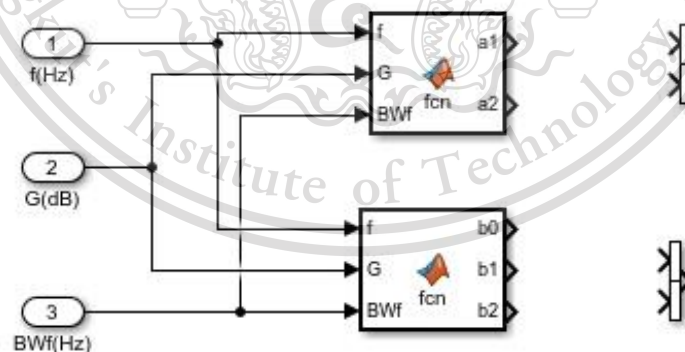 1
f(Hz)
2
G(dB)
3
BWf(Hz)
f
G
BWf
fcn
a1
a2
f
G
BWf
fcn
b0
b1
b2
's Institute of Technology